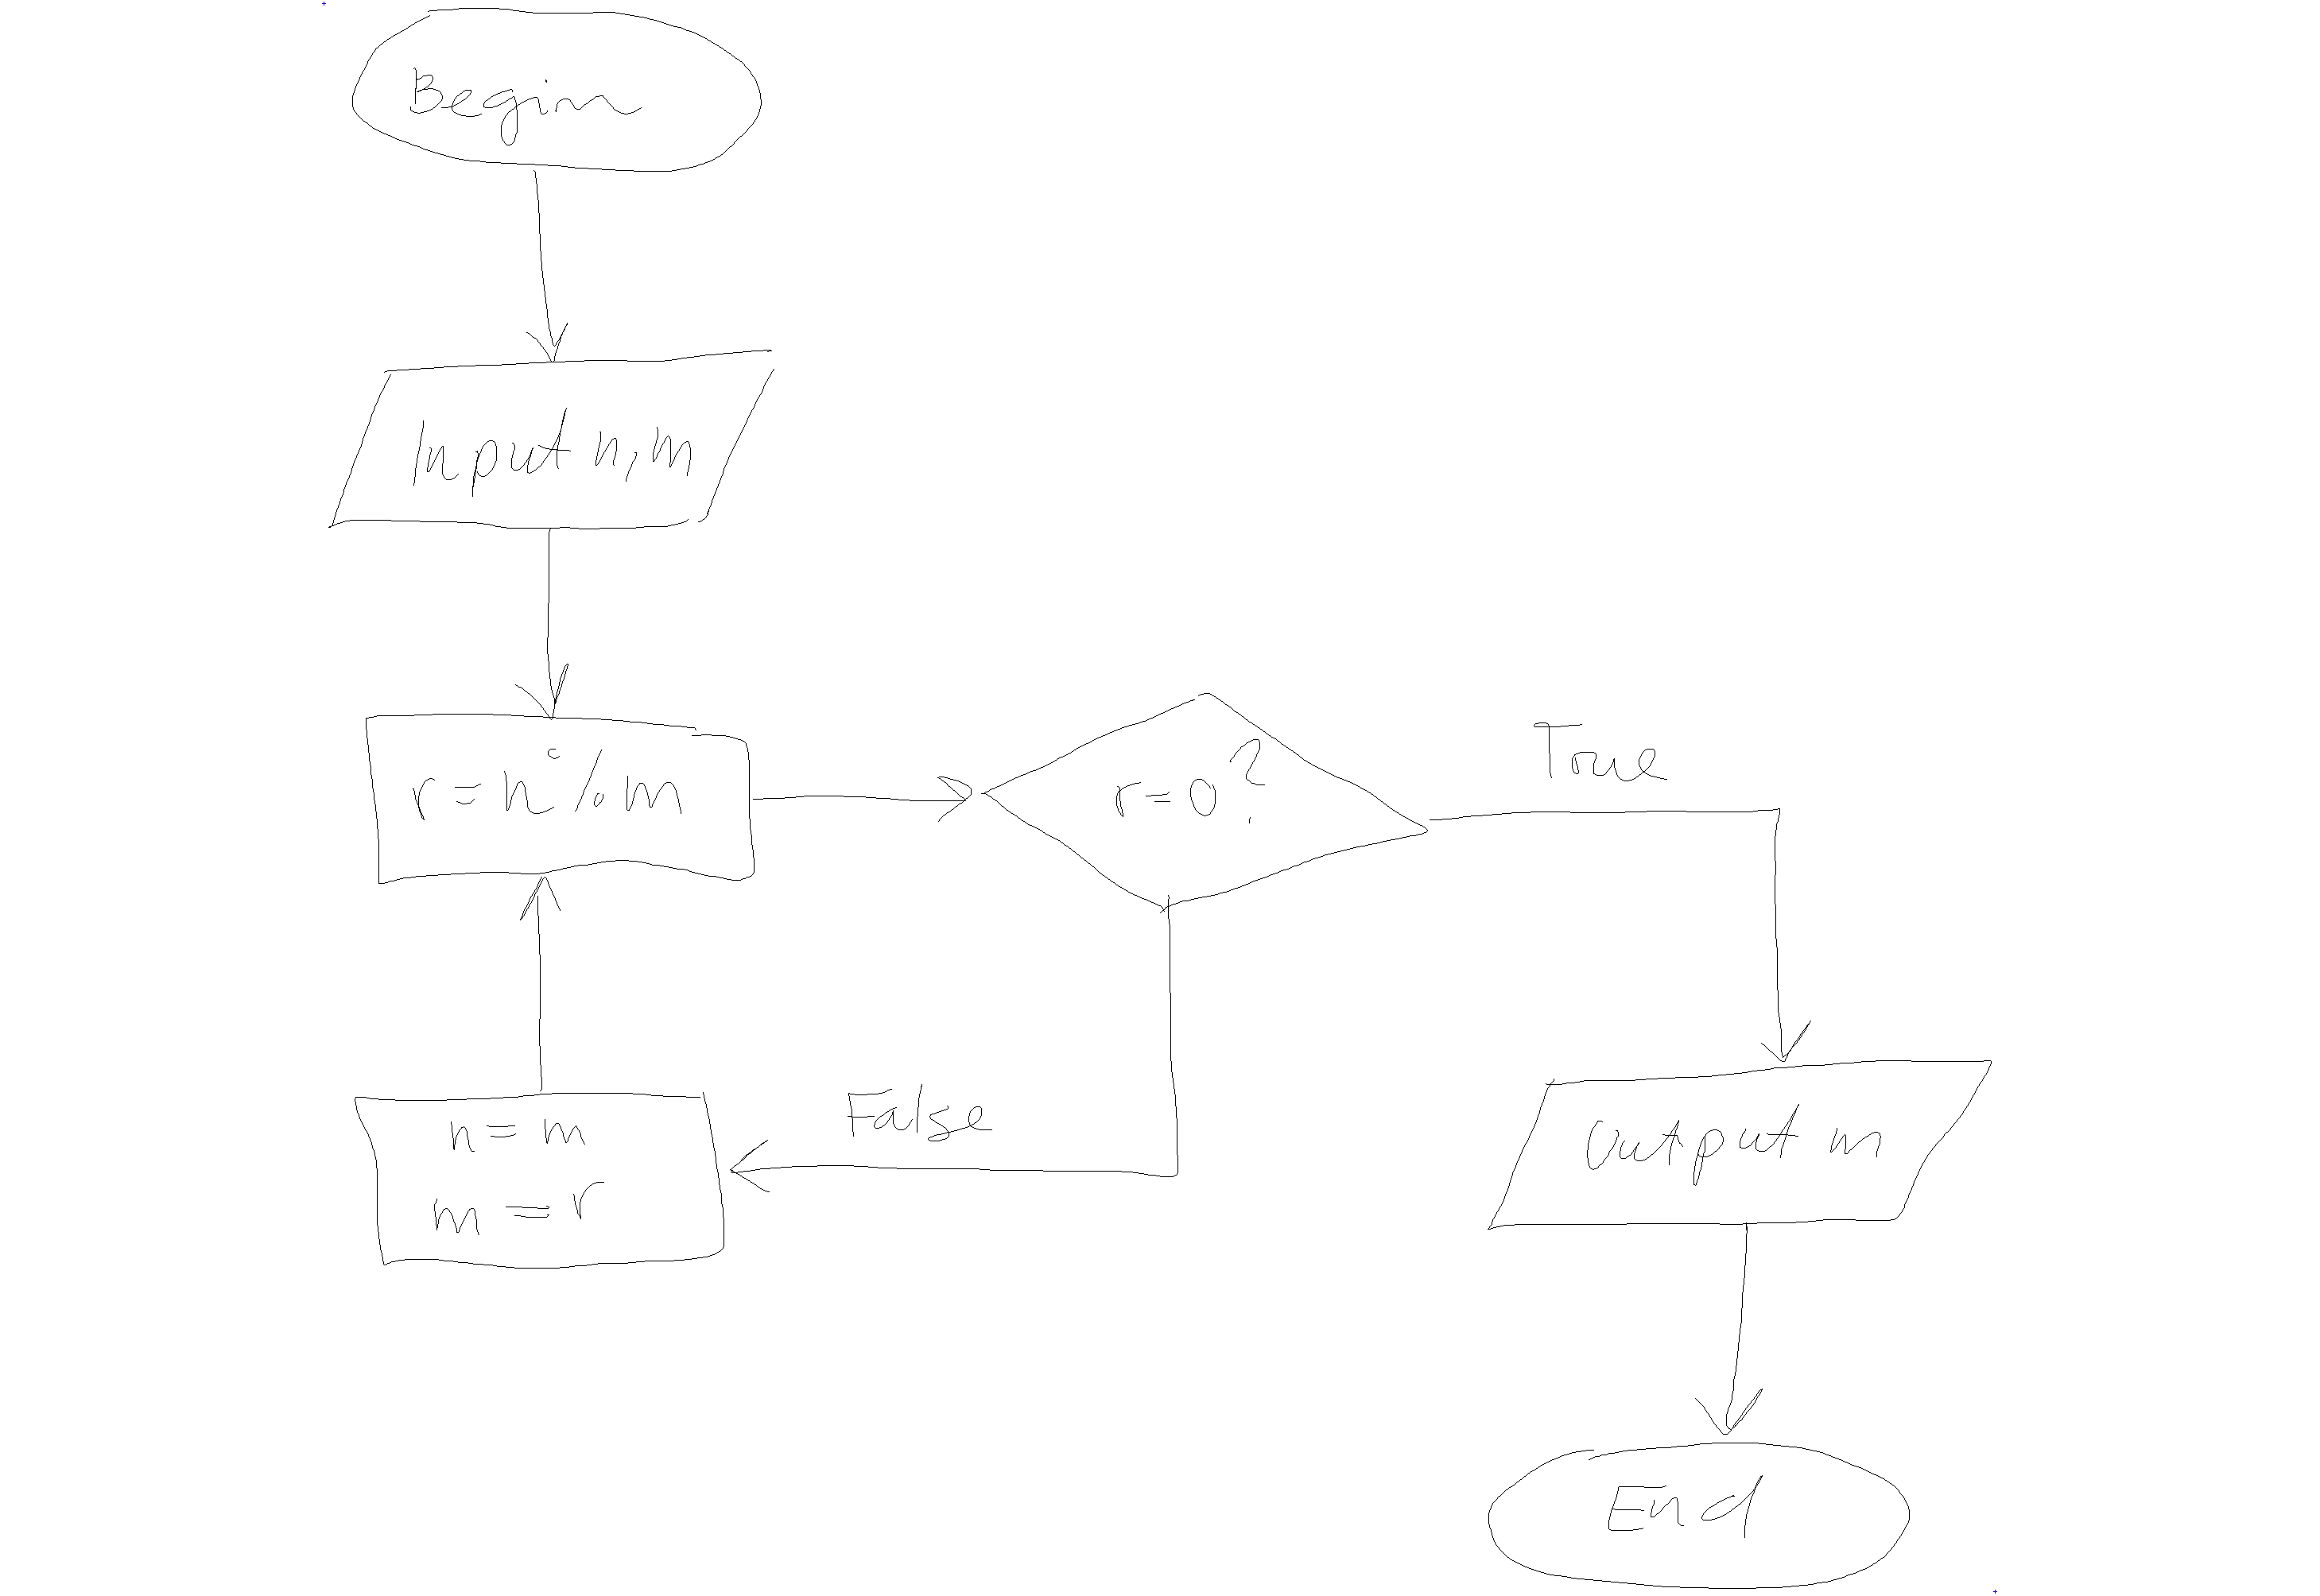 Begin
Input n, m
r = n % m
r = 0 ?
True
False
n = m
m = r
Output m
End